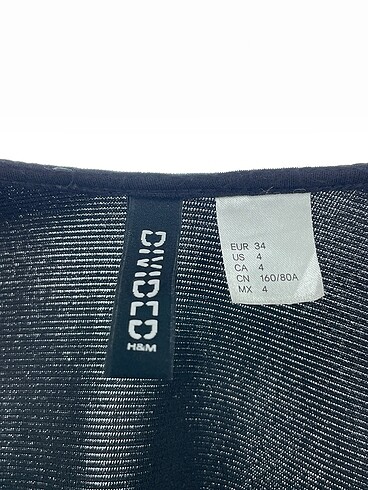 DIVIDED
H&M
EUR 34
US 4
CA 4
CN 160/80A
MX 4